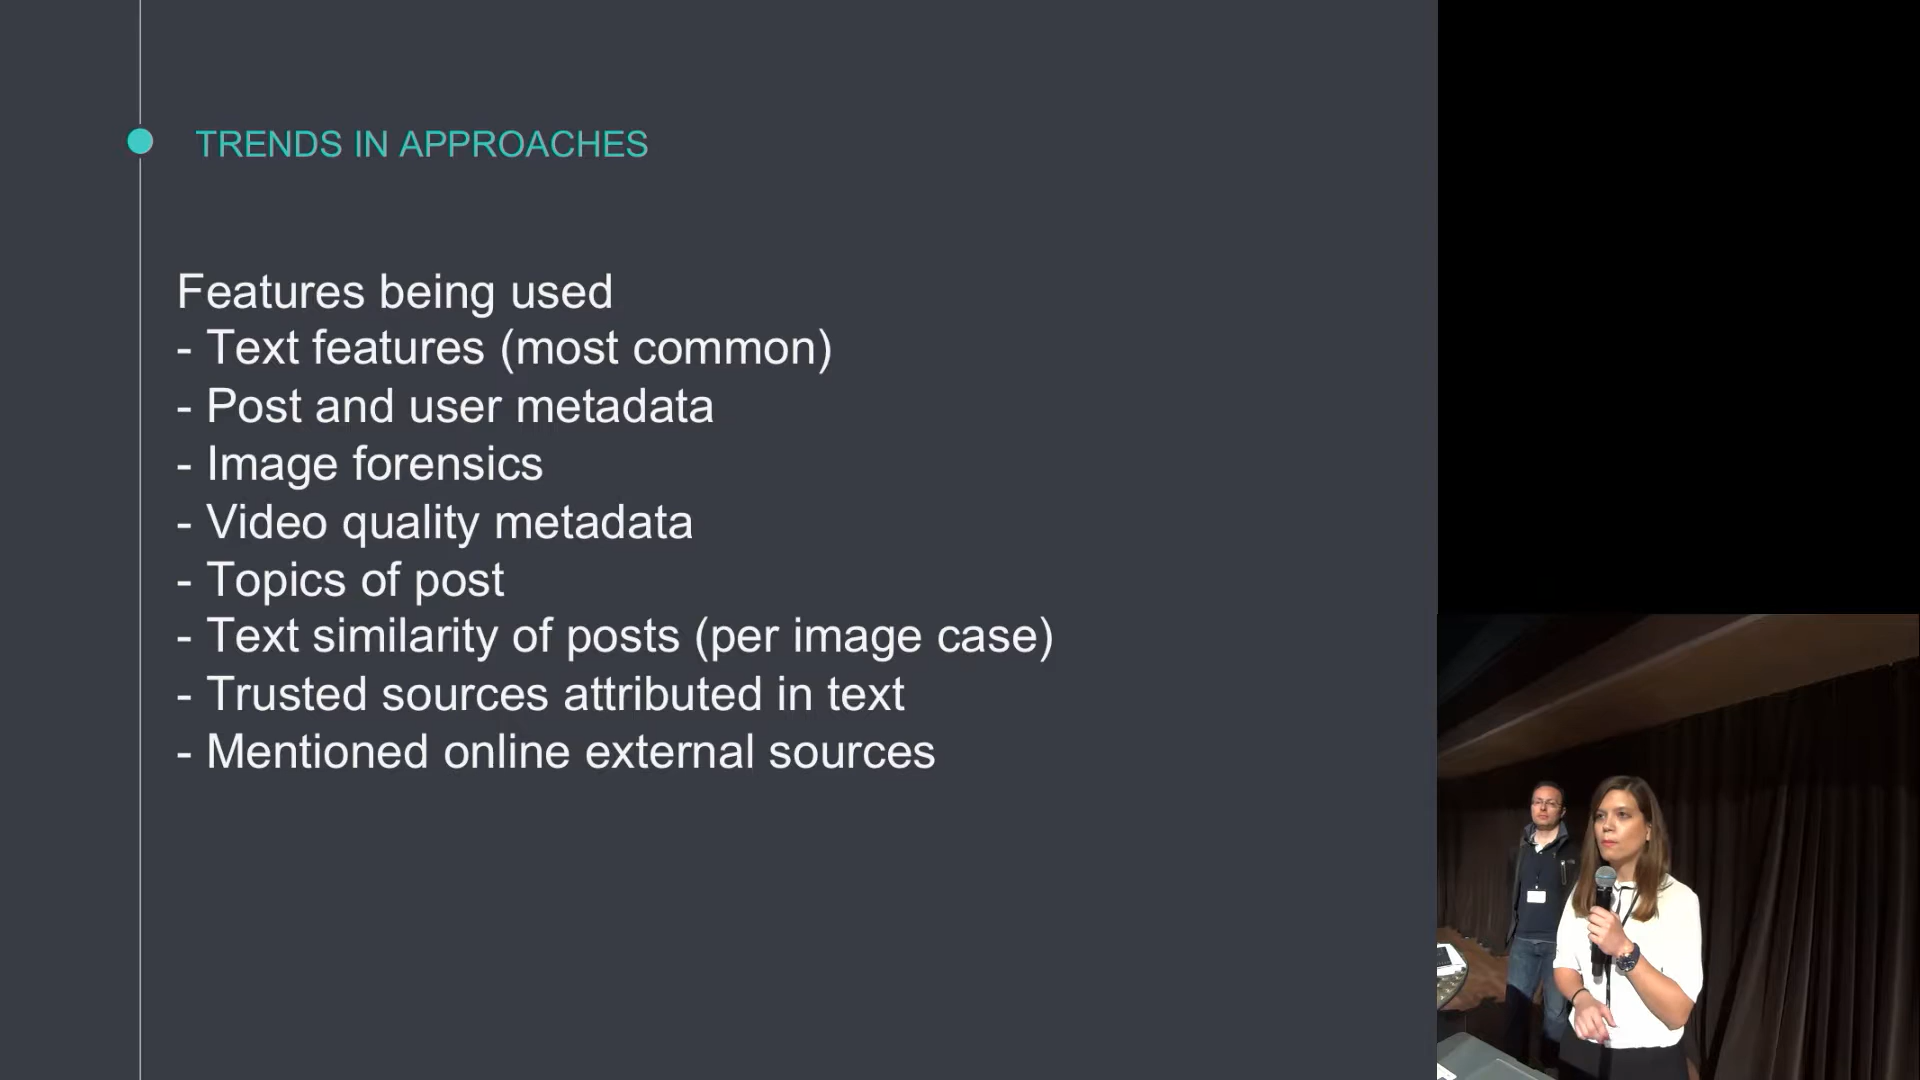 TRENDS IN APPROACHES
Features being used
- Text features (most common)
- Post and user metadata
- Image forensics
- Video quality metadata
- Topics of post
- Text similarity of posts (per image case)
- Trusted sources attributed in text
- Mentioned online external sources